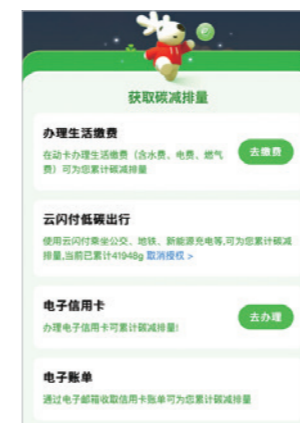 获取碳减排量
办理生活缴费
在动卡办理生活缴费（含水费、电费、燃气
费）可为您累计碳减排量
去缴费
云闪付低碳出行
使用云闪付乘坐公交、地铁、新能源充电等,可为您累计碳减
排量,当前已累计41948g 取消授权 >
电子信用卡
办理电子信用卡可累计碳减排量!
去办理
电子账单
通过电子邮箱收取信用卡账单可为您累计碳减排量